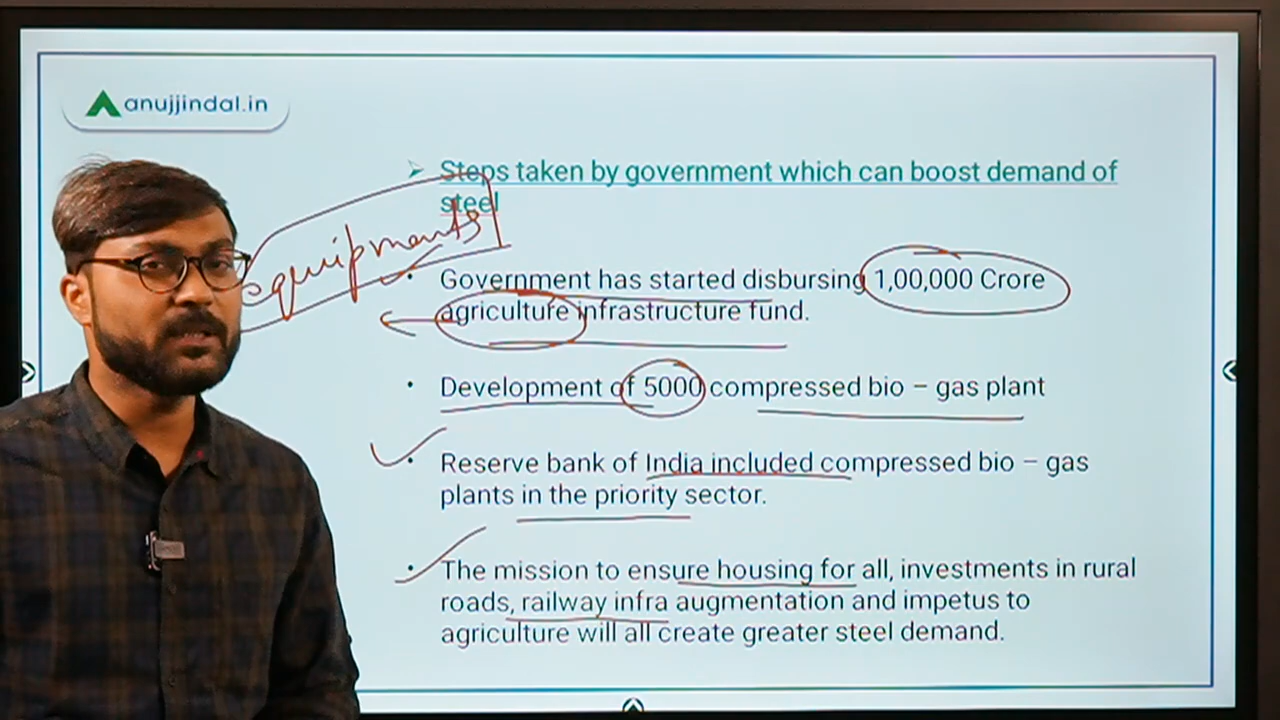 anujjindal.in
Steps taken by government which can boost demand of
steel
equipments
Government has started disbursing 1,00,000 Crore
agriculture infrastructure fund.
Development of 5000 compressed bio – gas plant
Reserve bank of India included compressed bio – gas
plants in the priority sector.
The mission to ensure housing for all, investments in rural
roads, railway infra augmentation and impetus to
agriculture will all create greater steel demand.